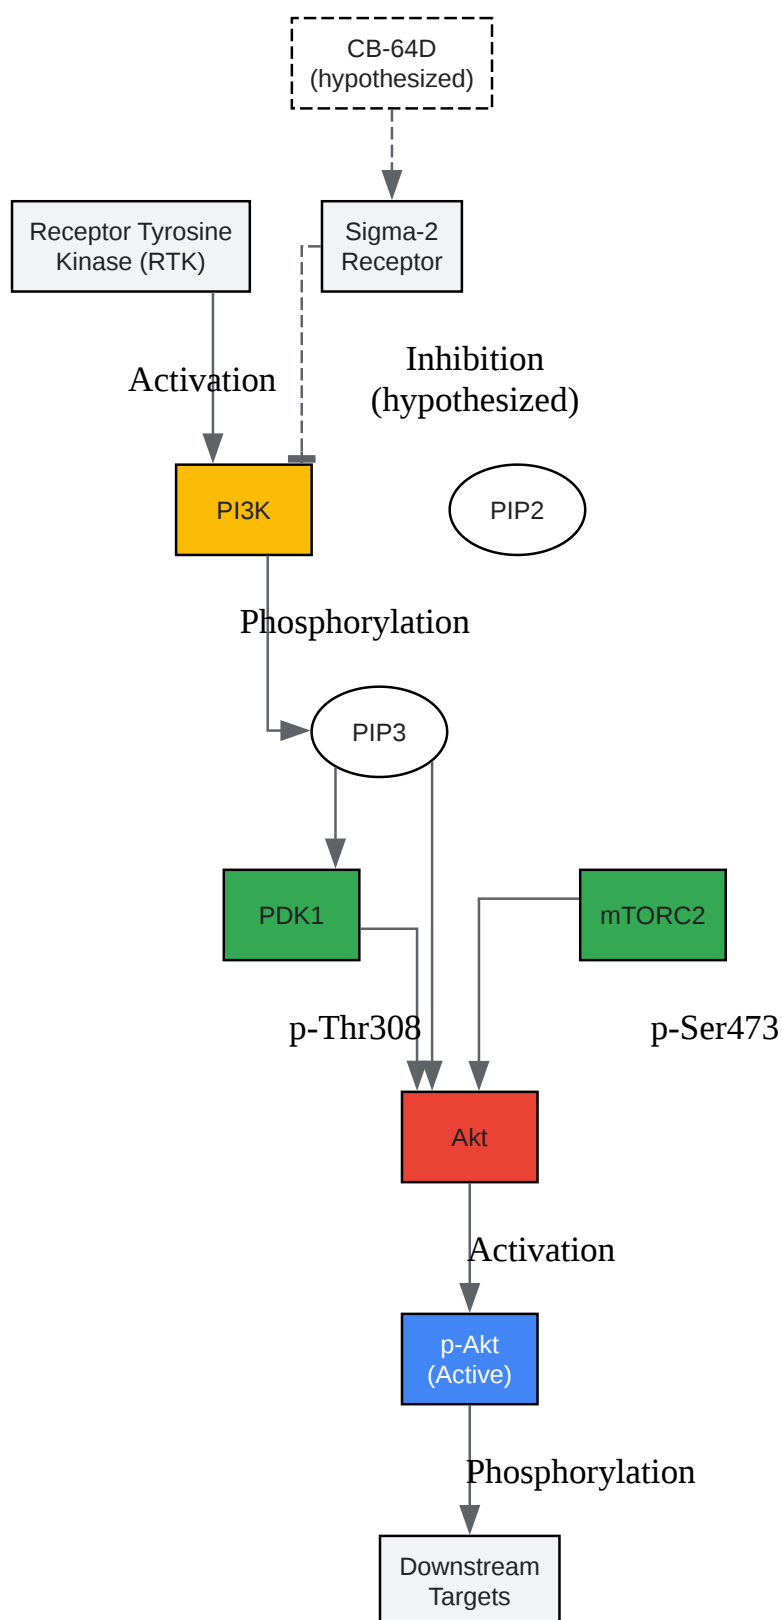 CB-64D
(hypothesized)
Receptor Tyrosine
Kinase (RTK)
Sigma-2
Receptor
Activation
Inhibition
(hypothesized)
PI3K
PIP2
Phosphorylation
PIP3
PDK1
mTORC2
p-Thr308
p-Ser473
Akt
Activation
p-Akt
(Active)
Phosphorylation
Downstream
Targets